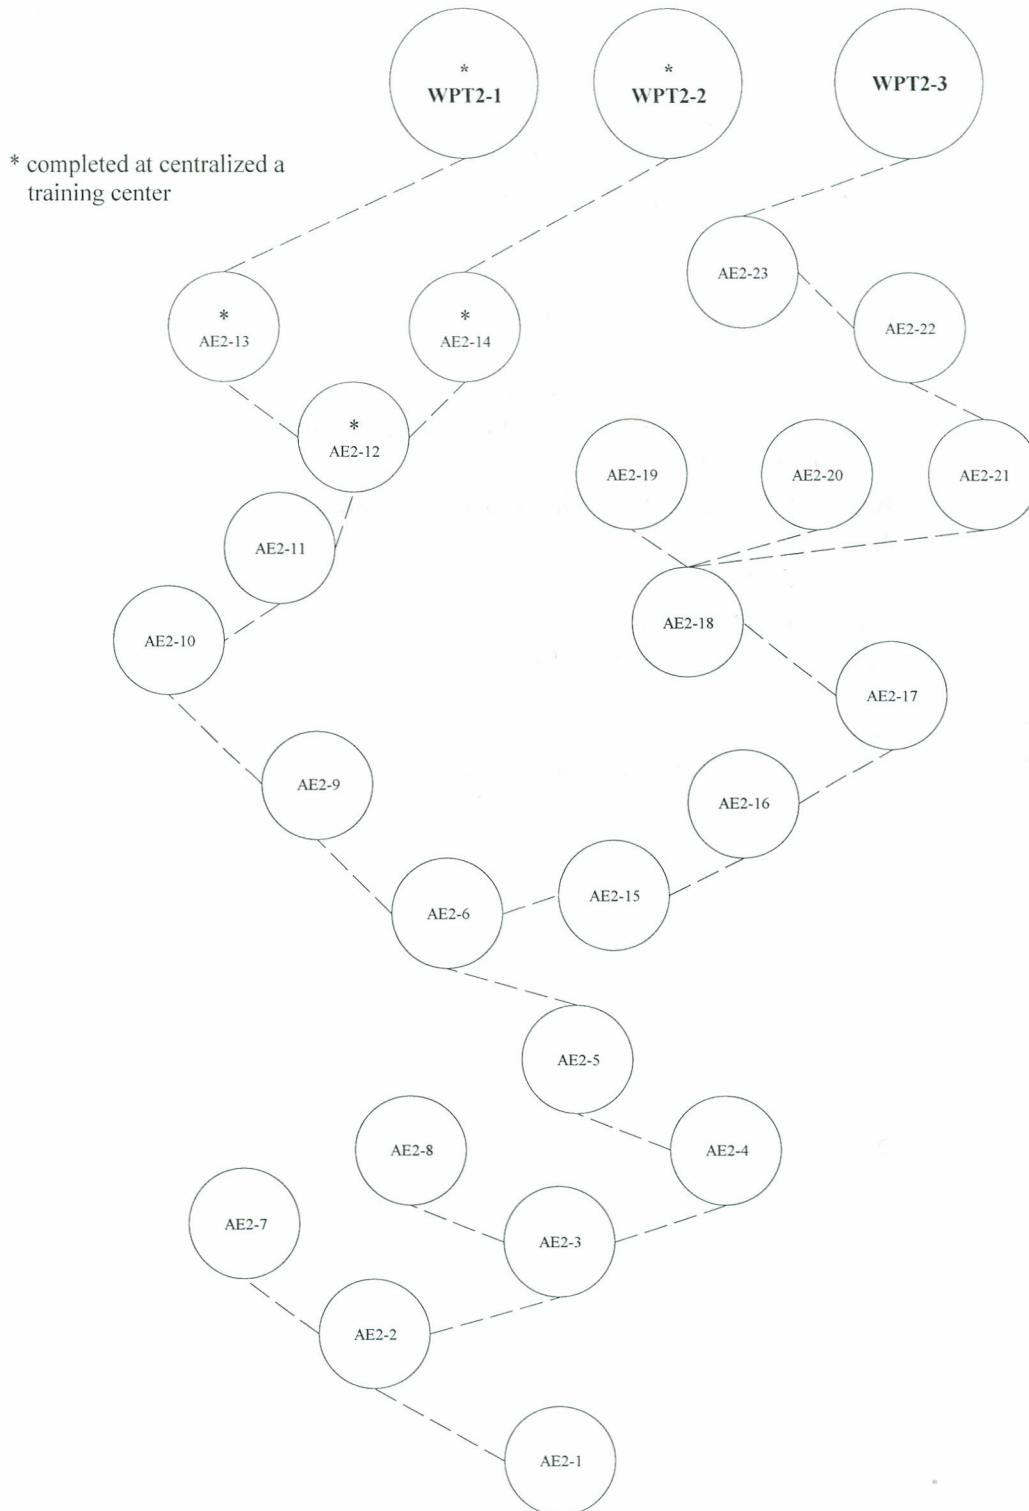 *
WPT2-1
*
WPT2-2
WPT2-3
* completed at centralized a
training center
AE2-23
*
AE2-13
*
AE2-14
AE2-22
*
AE2-12
AE2-19
AE2-20
AE2-21
AE2-11
AE2-18
AE2-10
AE2-17
AE2-9
AE2-16
AE2-15
AE2-6
AE2-5
AE2-8
AE2-4
AE2-7
AE2-3
AE2-2
AE2-1